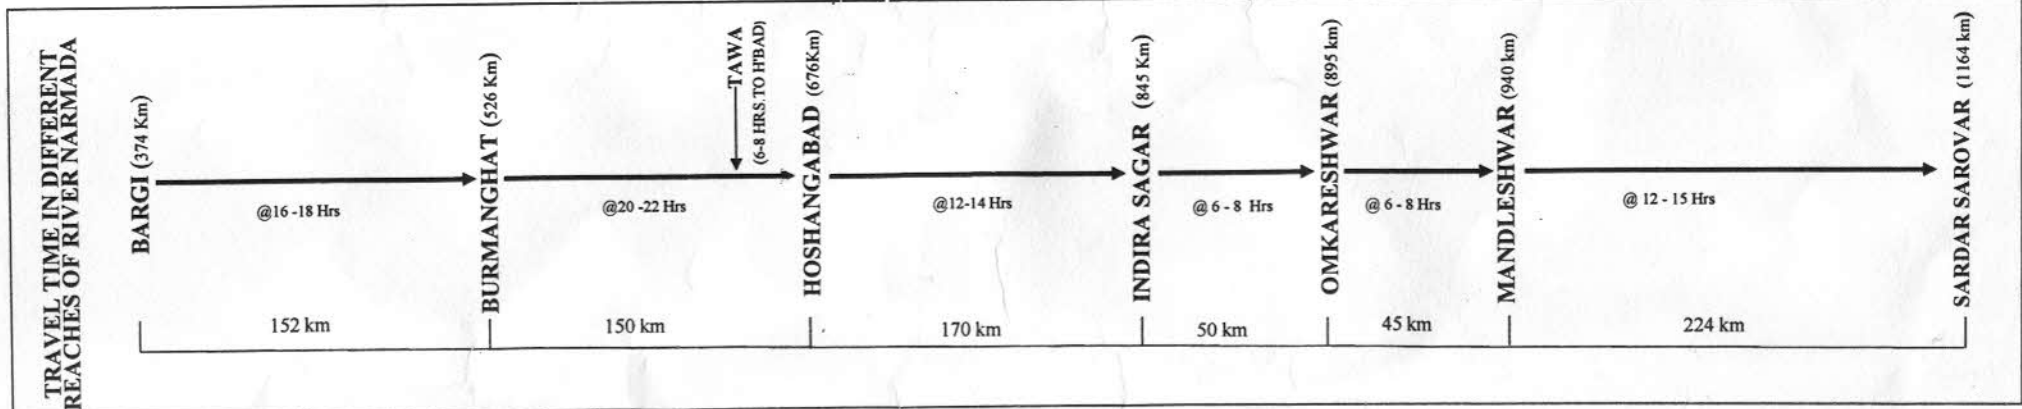 TRAVEL TIME IN DIFFERENT
REACHES OF RIVER NARMADA
BARGI (374 Km)
@16 -18 Hrs
BURMANGHAT (526 Km)
@20 -22 Hrs
TAWA
(6-8 HRS.TO H'BAD)
HOSHANGABAD (676Km)
@12-14 Hrs
INDIRA SAGAR (845 Km)
@ 6 - 8 Hrs
OMKARESHWAR (895 km)
@ 6 - 8 Hrs
MANDLESHWAR (940 km)
@ 12 - 15 Hrs
SARDAR SAROVAR (1164 km)
152 km
150 km
170 km
50 km
45 km
224 km